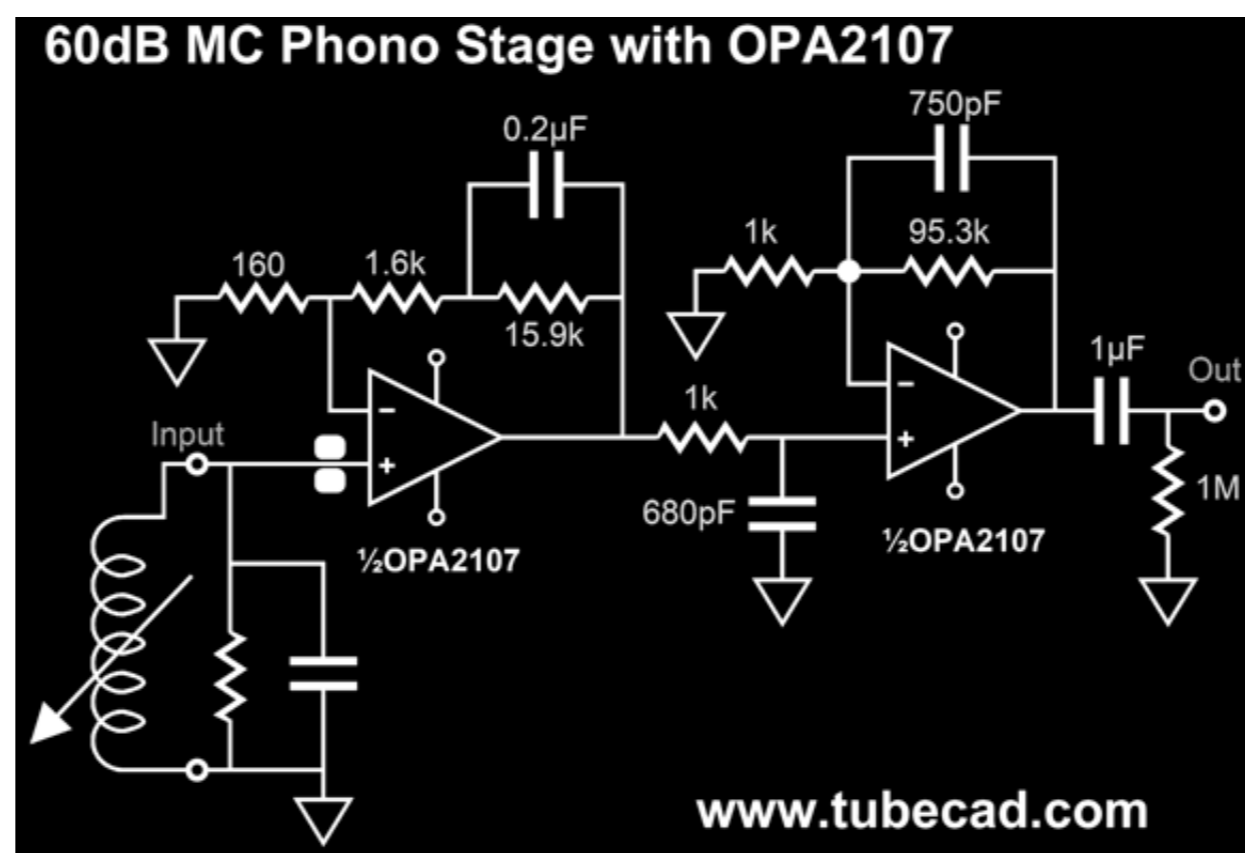 60dB MC Phono Stage with OPA2107
750pF
0.2µF
1k
95.3k
160
1.6k
15.9k
1µF
Out
1k
Input
−
+
−
+
1M
680pF
½OPA2107
½OPA2107
www.tubecad.com